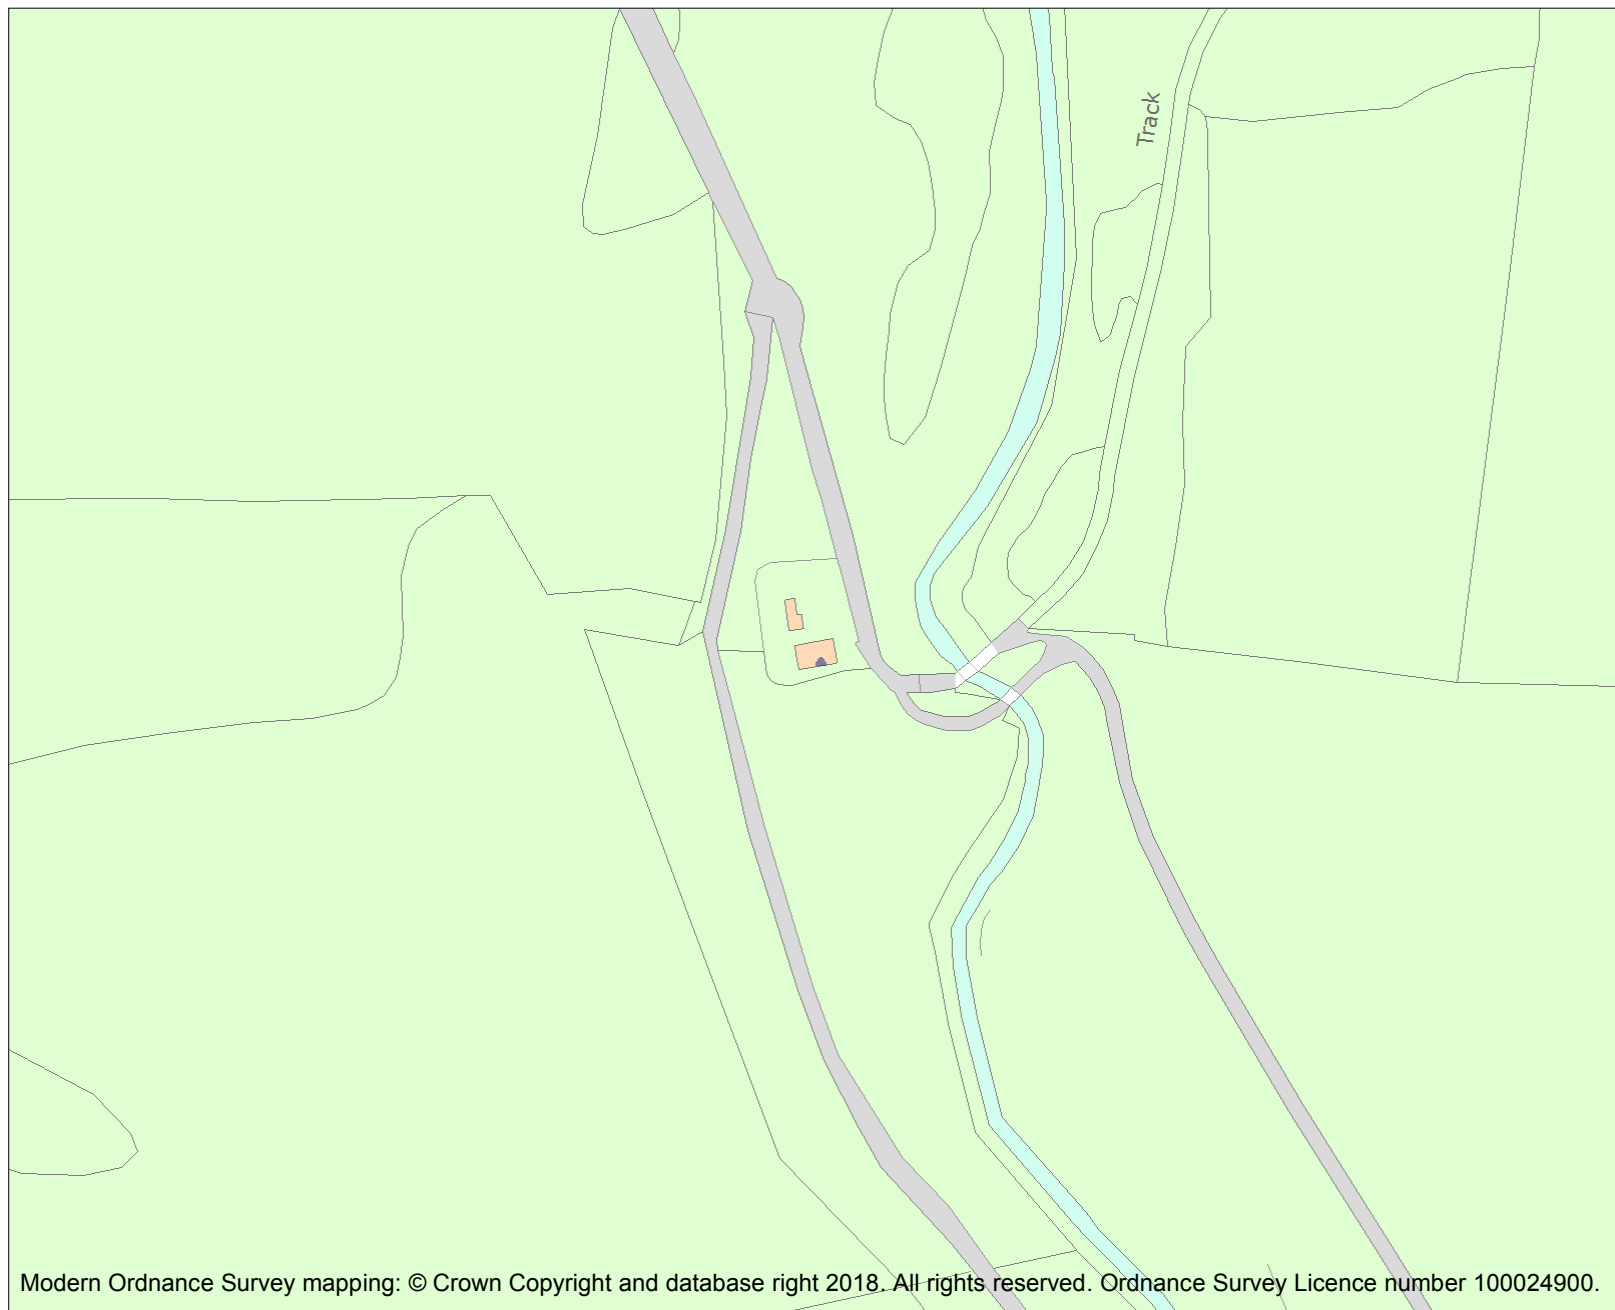 Track
Modern Ordnance Survey mapping: © Crown Copyright and database right 2018. All rights reserved. Ordnance Survey Licence number 100024900.